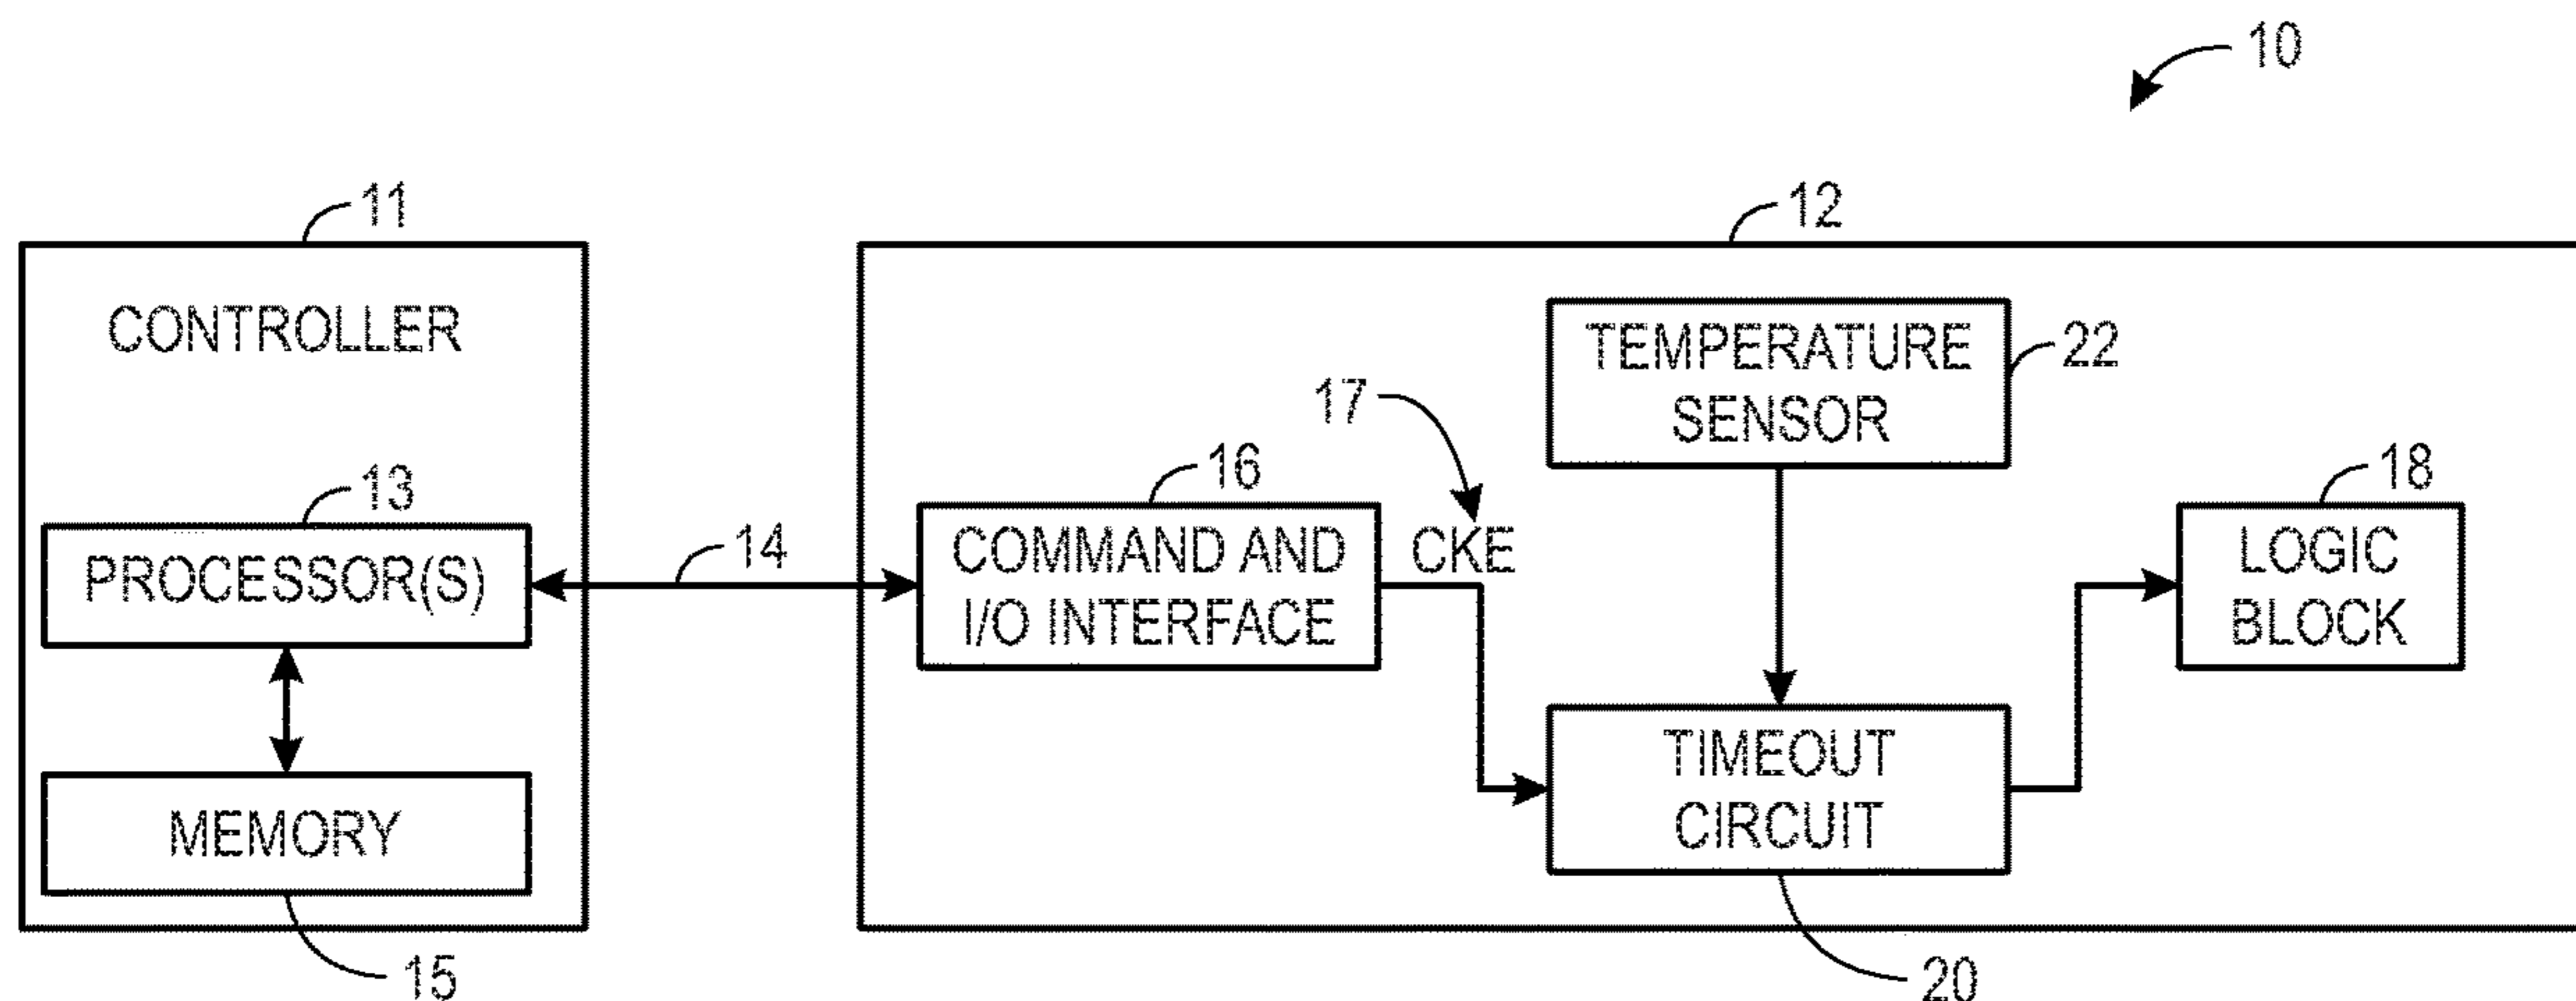 10
11
12
CONTROLLER
TEMPERATURE
SENSOR
22
17
13
16
18
PROCESSOR(S)
14
COMMAND AND
I/O INTERFACE
CKE
LOGIC
BLOCK
TIMEOUT
CIRCUIT
MEMORY
15
20